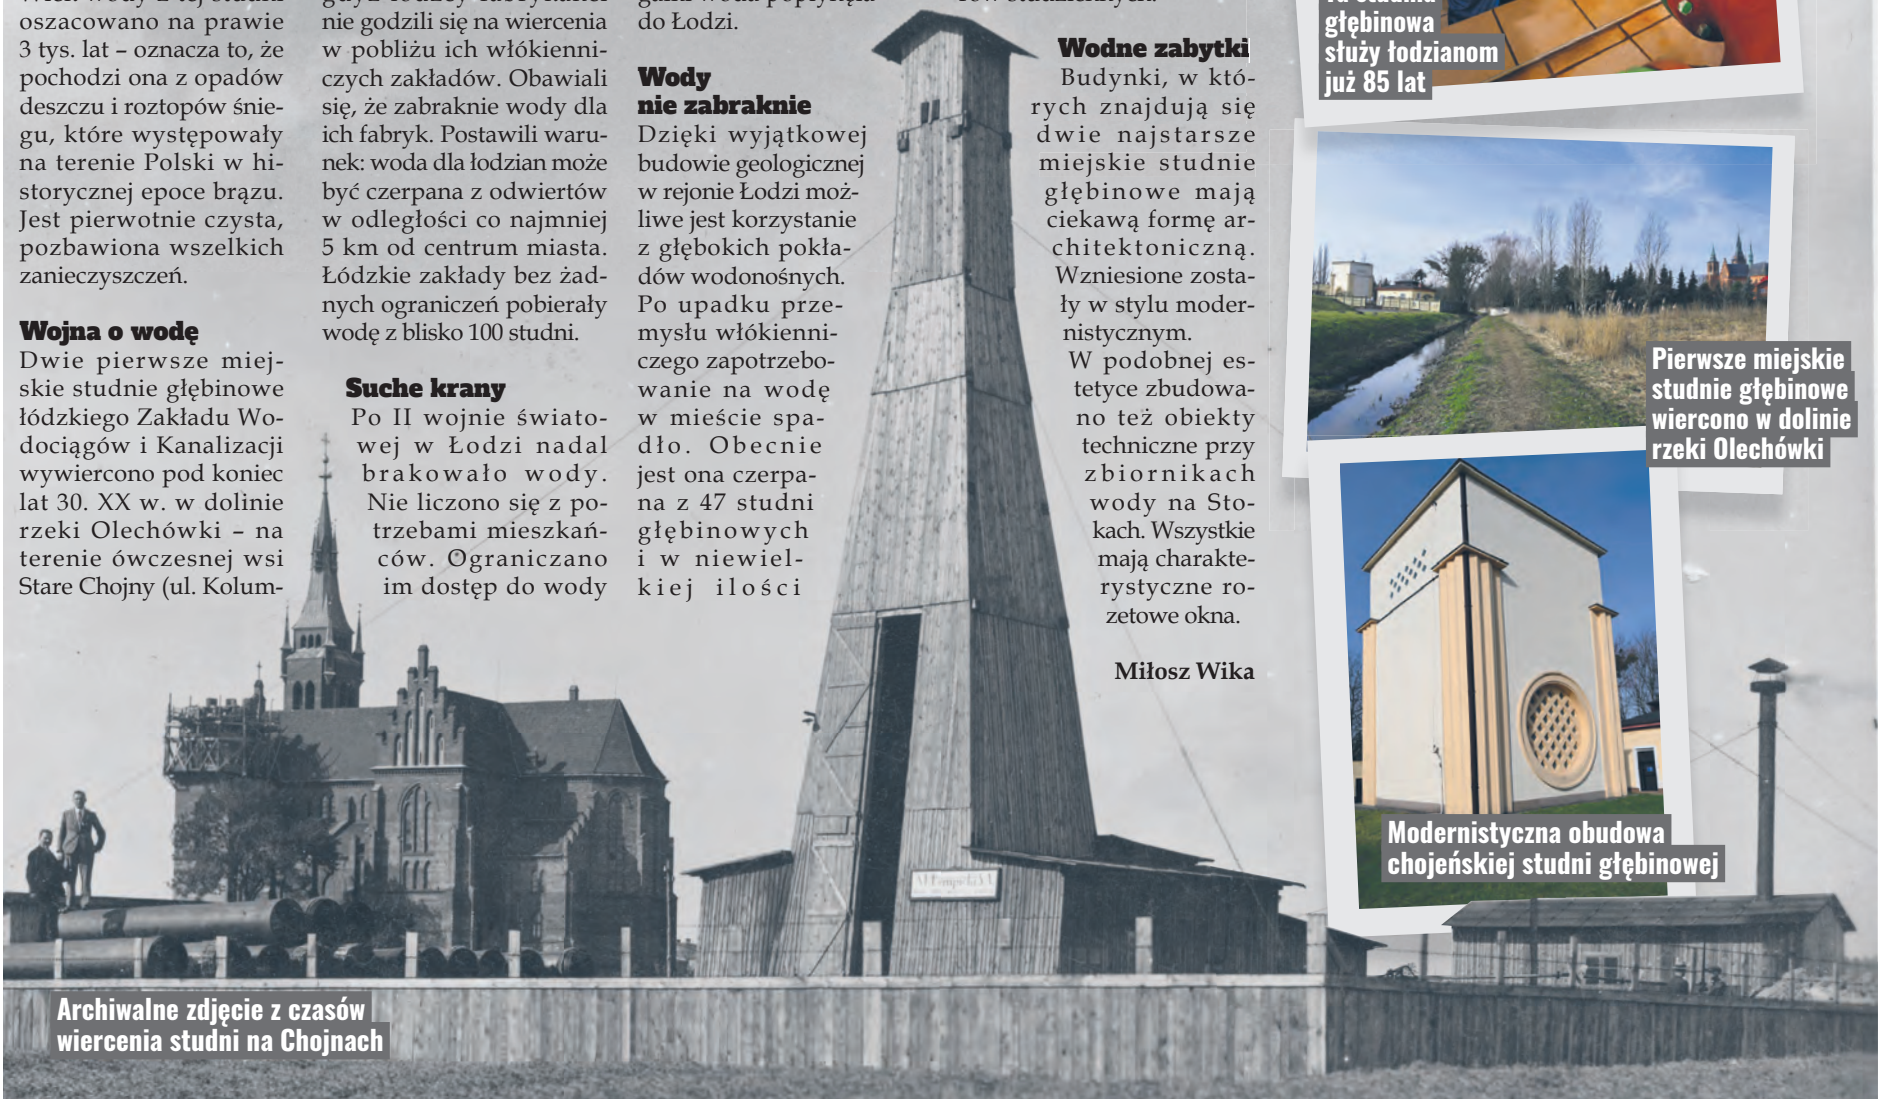 oszacowano na prawie
3 tys. lat – oznacza to, że
pochodzi ona z opadów
deszczu i roztopów śnie-
gu, które występowały
na terenie Polski w hi-
storycznej epoce brązu.
Jest pierwotnie czysta,
pozbawiona wszelkich
zanieczyszczeń.
Wojna o wodę
Dwie pierwsze miej-
skie studnie głębinowe
łódzkiego Zakładu Wo-
dociągów i Kanalizacji
wywiercono pod koniec
lat 30. XX w. w dolinie
rzeki Olechówki – na
terenie ówczesnej wsi
Stare Chojny (ul. Kolum-
nie godzili się na wiercenia
w pobliżu ich włókienni-
czych zakładów. Obawiali
się, że zabraknie wody dla
ich fabryk. Postawili waru-
nek: woda dla łodzian może
być czerpana z odwiertów
w odległości co najmniej
5 km od centrum miasta.
Łódzkie zakłady bez żad-
nych ograniczeń pobierały
wodę z blisko 100 studni.
Suche krany
Po II wojnie świato-
wej w Łodzi nadal
brakowało wody.
Nie liczono się z po-
trzebami mieszkań-
ców. Ograniczano
im dostęp do wody
do Łodzi.
Wody
nie zabraknie
Dzięki wyjątkowej
budowie geologicznej
w rejonie Łodzi moż-
liwe jest korzystanie
z głębokich pokła-
dów wodonośnych.
Po upadku prze-
mysłu włókienni-
czego zapotrzebo-
wanie na wodę
w mieście spa-
dło. Obecnie
jest ona czerpa-
na z 47 studni
głębinowych
i w niewiel-
kiej ilości
Wodne zabytki
Budynki, w któ-
rych znajdują się
dwie najstarsze
miejskie studnie
głębinowe mają
ciekawą formę ar-
chitektoniczną.
Wzniesione zosta-
ły w stylu moder-
nistycznym.
W podobnej es-
tetyce zbudowa-
no też obiekty
techniczne przy
zbiornikach
wody na Sto-
kach. Wszystkie
mają charakte-
rystyczne ro-
zetowe okna.
Miłosz Wika
głębinowa
służy łodzianom
już 85 lat
Pierwsze miejskie
studnie głębinowe
wiercono w dolinie
rzeki Olechówki
Modernistyczna obudowa
chojeńskiej studni głębinowej
Archiwalne zdjęcie z czasów
wiercenia studni na Chojnach